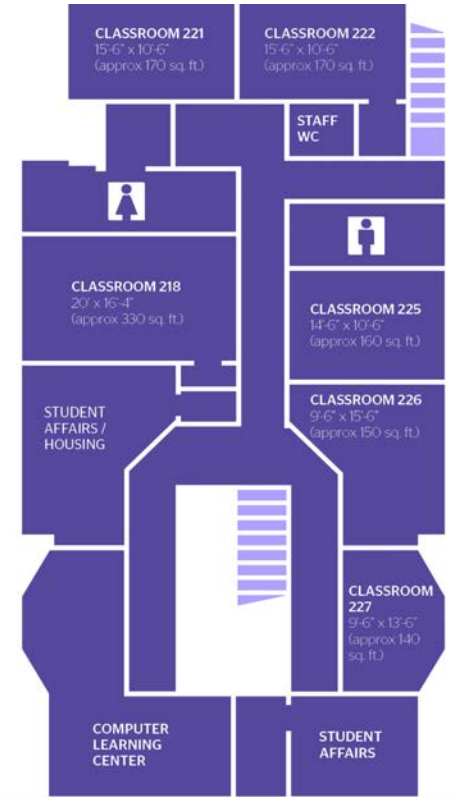 CLASSROOM 221
15'-6" x 10'-6"
(approx 170 sq. ft.)
CLASSROOM 222
15'-6" x 10'-6"
(approx 170 sq. ft.)
STAFF
WC
CLASSROOM 218
20' x 16'-4"
(approx 330 sq. ft.)
CLASSROOM 225
14'-6" x 10'-6"
(approx 160 sq. ft.)
CLASSROOM 226
9'-6" x 15'-6"
(approx 150 sq. ft.)
STUDENT
AFFAIRS /
HOUSING
CLASSROOM
227
9'-6" x 13'-6"
(approx 140
sq. ft.)
COMPUTER
LEARNING
CENTER
STUDENT
AFFAIRS